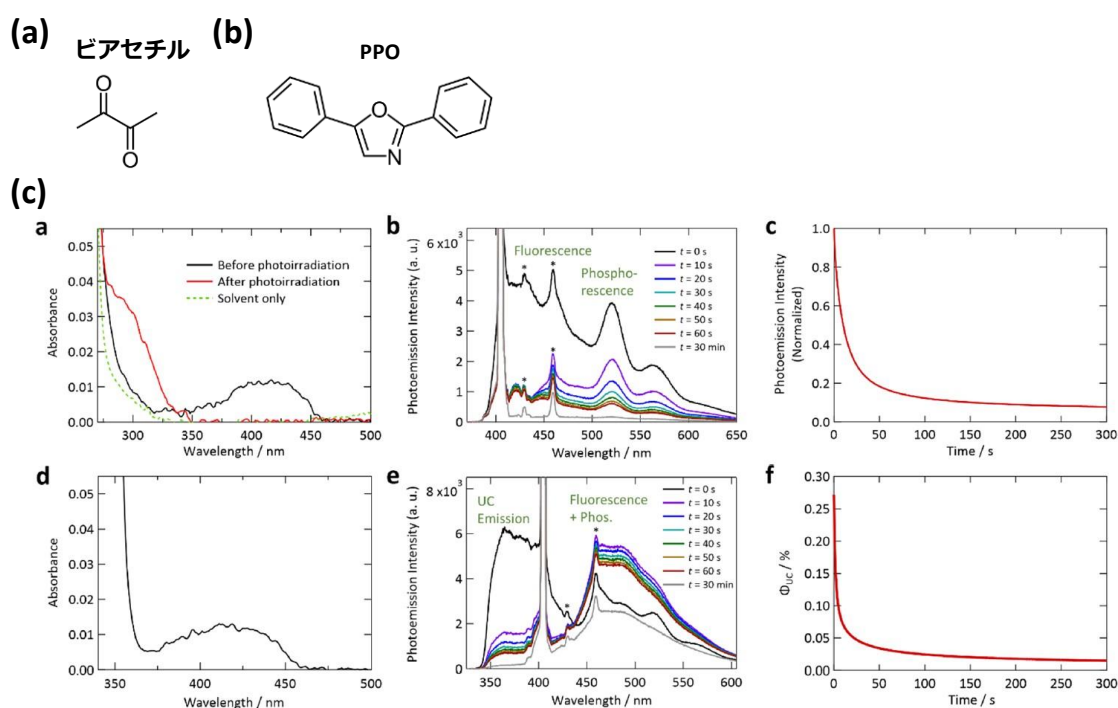 (a)
ビアセチル
O
O
(b)
PPO
O
N
(c)
a
Absorbance
0.05
0.04
0.03
0.02
0.01
0.00
Before photoirradiation
After photoirradiation
Solvent only
300
350
400
450
500
Wavelength / nm
b
Photoemission Intensity (a. u.)
6 x10³
5
4
3
2
1
0
Fluorescence
Phospho-
rescence
*
*
*
*
t = 0 s
t = 10 s
t = 20 s
t = 30 s
t = 40 s
t = 50 s
t = 60 s
t = 30 min
400
450
500
550
600
650
Wavelength / nm
c
Photoemission Intensity
(Normalized)
1.0
0.8
0.6
0.4
0.2
0.0
0
50
100
150
200
250
300
Time / s
d
Absorbance
0.05
0.04
0.03
0.02
0.01
0.00
350
400
450
500
Wavelength / nm
e
Photoemission Intensity (a. u.)
8 x10³
6
4
2
0
UC
Emission
Fluorescence
+ Phos.
*
*
t = 0 s
t = 10 s
t = 20 s
t = 30 s
t = 40 s
t = 50 s
t = 60 s
t = 30 min
350
400
450
500
550
600
Wavelength / nm
f
Φ_UC / %
0.30
0.25
0.20
0.15
0.10
0.05
0.00
0
50
100
150
200
250
300
Time / s